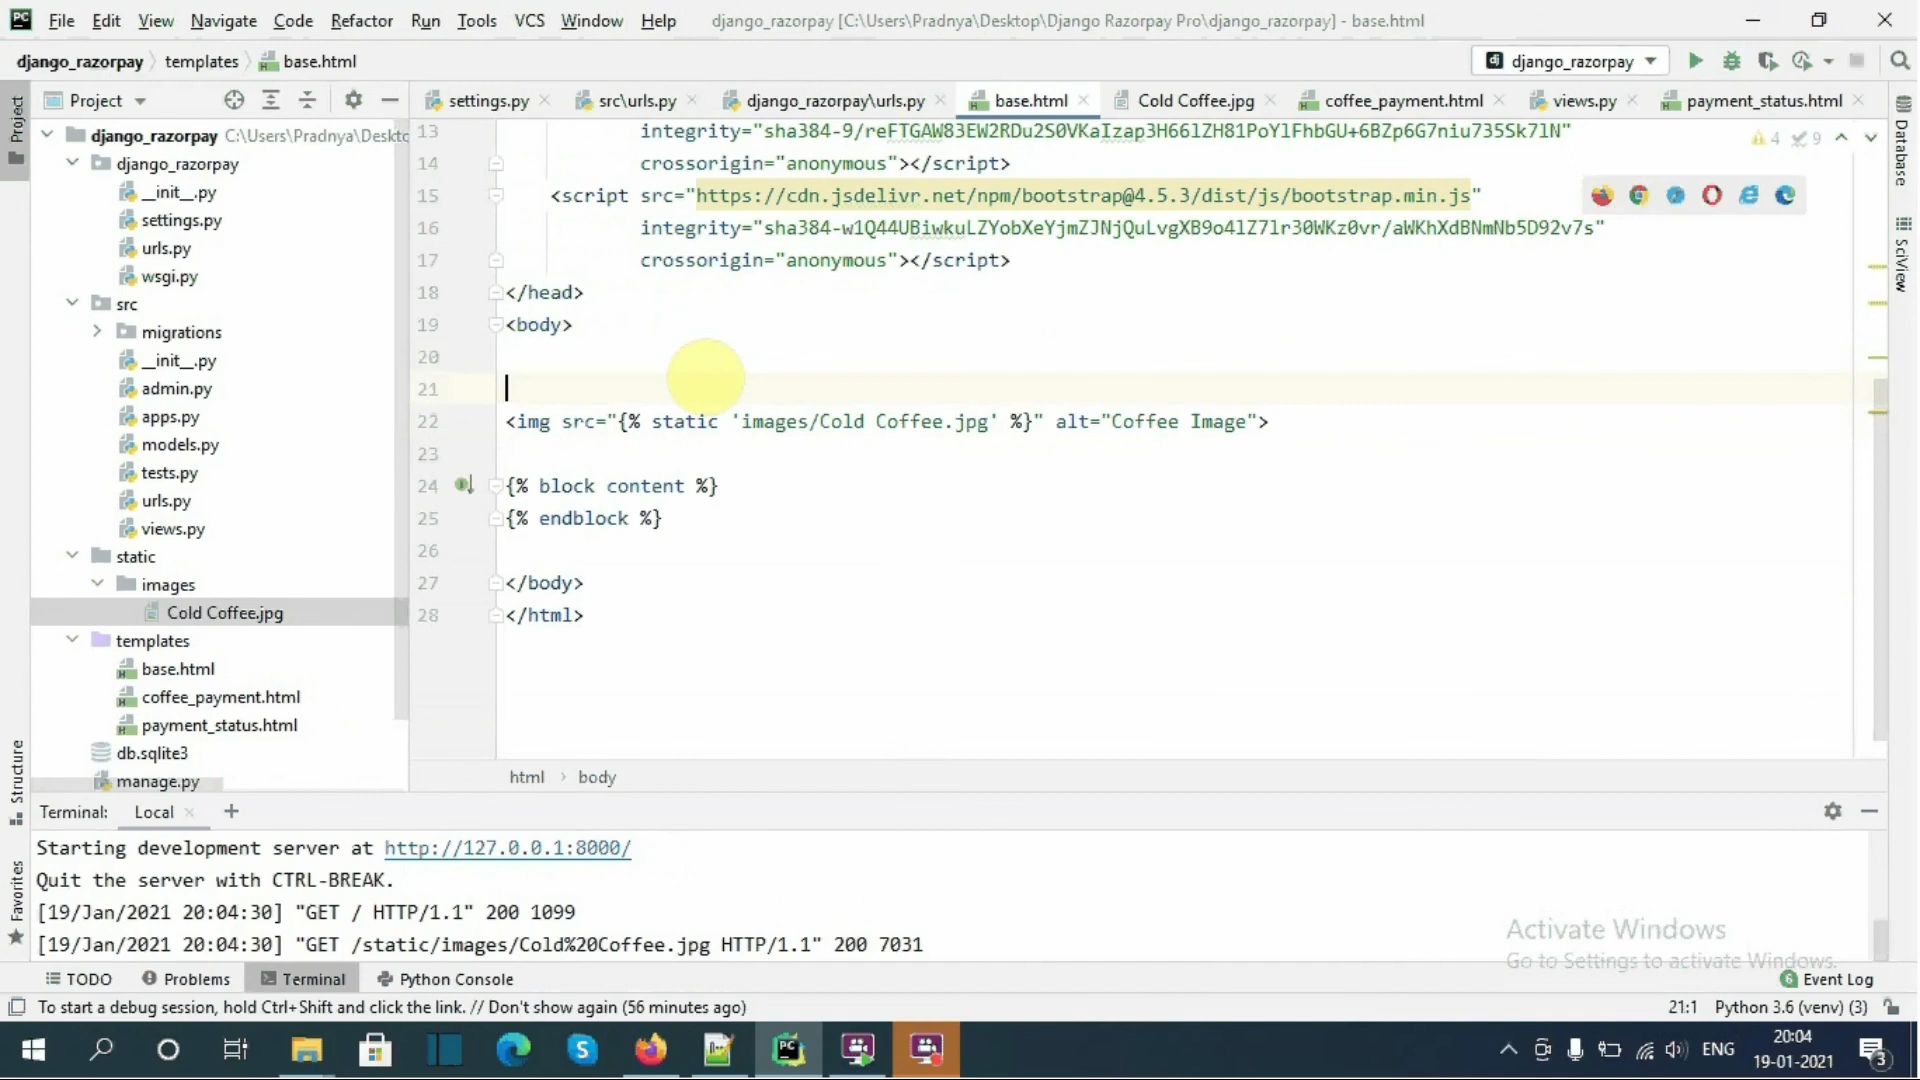 PC File Edit View Navigate Code Refactor Run Tools VCS Window Help django_razorpay [C:\Users\Pradnya\Desktop\Django Razorpay Pro\django_razorpay] - base.html
django_razorpay templates base.html dj django_razorpay
Project settings.py src\urls.py django_razorpay\urls.py base.html Cold Coffee.jpg coffee_payment.html views.py payment_status.html
Project
Database
SciView
Structure
Favorites
django_razorpay C:\Users\Pradnya\Deskto
django_razorpay
__init__.py
settings.py
urls.py
wsgi.py
src
migrations
__init__.py
admin.py
apps.py
models.py
tests.py
urls.py
views.py
static
images
Cold Coffee.jpg
templates
base.html
coffee_payment.html
payment_status.html
db.sqlite3
manage.py
4 9
13 integrity="sha384-9/reFTGAW83EW2RDu2S0VKaIzap3H66lZH81PoYlFhbGU+6BZp6G7niu735Sk7lN"
14 crossorigin="anonymous"></script>
15 <script src="https://cdn.jsdelivr.net/npm/bootstrap@4.5.3/dist/js/bootstrap.min.js"
16 integrity="sha384-w1Q44UBiwkuLZYobXeYjmZJNjQuLvgXB9o4lZ7lr30WKz0vr/aWKhXdBNmNb5D92v7s"
17 crossorigin="anonymous"></script>
18 </head>
19 <body>
20
21
22 <img src="{% static 'images/Cold Coffee.jpg' %}" alt="Coffee Image">
23
24 {% block content %}
25 {% endblock %}
26
27 </body>
28 </html>
html body
Terminal: Local
Starting development server at http://127.0.0.1:8000/
Quit the server with CTRL-BREAK.
[19/Jan/2021 20:04:30] "GET / HTTP/1.1" 200 1099
[19/Jan/2021 20:04:30] "GET /static/images/Cold%20Coffee.jpg HTTP/1.1" 200 7031
Activate Windows
Go to Settings to activate Windows.
TODO Problems Terminal Python Console 6 Event Log
To start a debug session, hold Ctrl+Shift and click the link. // Don't show again (56 minutes ago) 21:1 Python 3.6 (venv) (3)
S PC ENG 20:04
19-01-2021 3